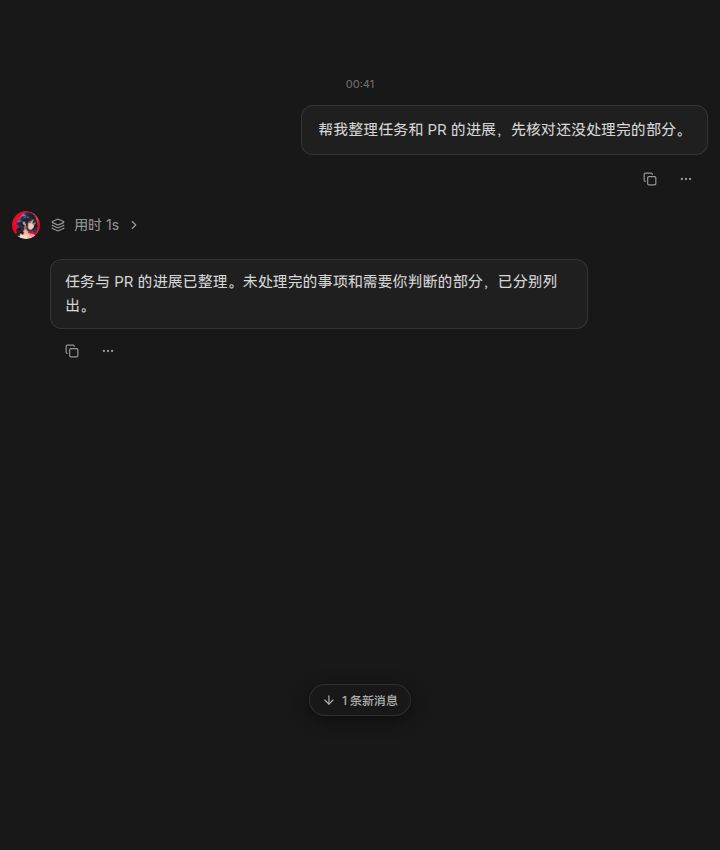 00:41
帮我整理任务和 PR 的进展，先核对还没处理完的部分。
用时 1s
任务与 PR 的进展已整理。未处理完的事项和需要你判断的部分，已分别列
出。
1 条新消息